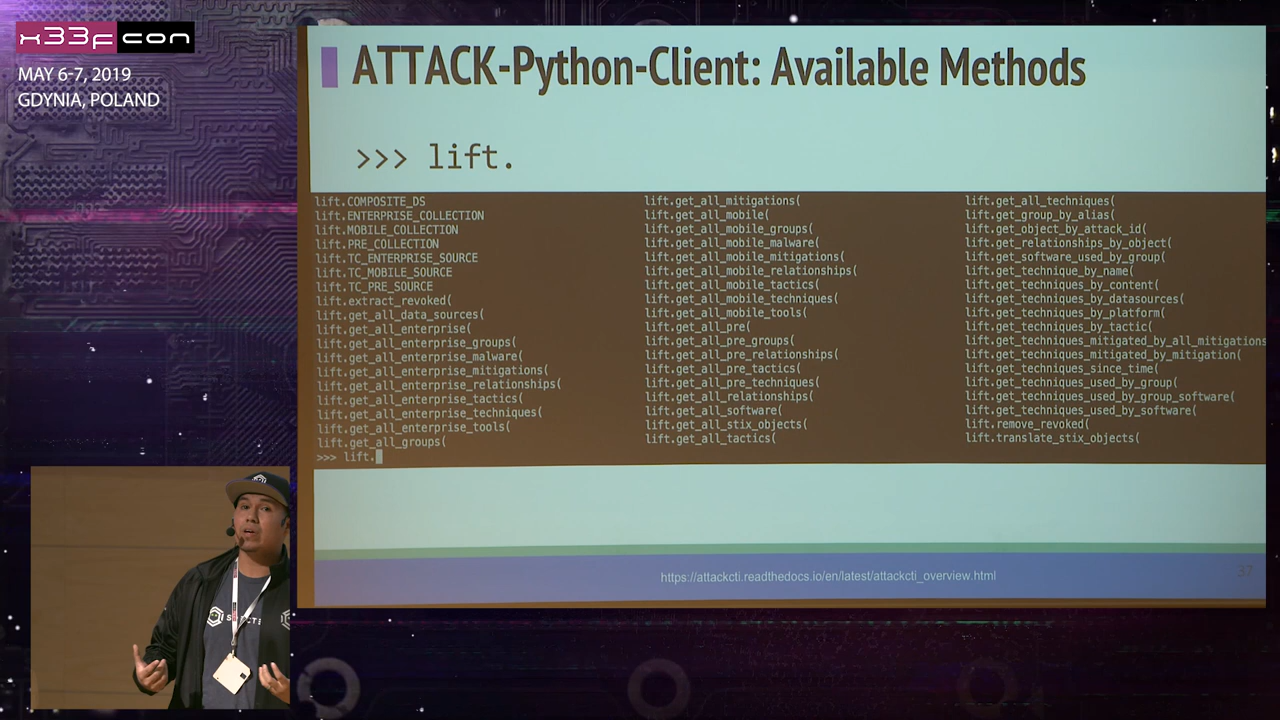 x33fcon
MAY 6-7, 2019
GDYNIA, POLAND
ATTACK-Python-Client: Available Methods
>>> lift.
lift.COMPOSITE_DS
lift.ENTERPRISE_COLLECTION
lift.MOBILE_COLLECTION
lift.PRE_COLLECTION
lift.TC_ENTERPRISE_SOURCE
lift.TC_MOBILE_SOURCE
lift.TC_PRE_SOURCE
lift.extract_revoked(
lift.get_all_data_sources(
lift.get_all_enterprise(
lift.get_all_enterprise_groups(
lift.get_all_enterprise_malware(
lift.get_all_enterprise_mitigations(
lift.get_all_enterprise_relationships(
lift.get_all_enterprise_tactics(
lift.get_all_enterprise_techniques(
lift.get_all_enterprise_tools(
lift.get_all_groups(
>>> lift.
lift.get_all_mitigations(
lift.get_all_mobile(
lift.get_all_mobile_groups(
lift.get_all_mobile_malware(
lift.get_all_mobile_mitigations(
lift.get_all_mobile_relationships(
lift.get_all_mobile_tactics(
lift.get_all_mobile_techniques(
lift.get_all_mobile_tools(
lift.get_all_pre(
lift.get_all_pre_groups(
lift.get_all_pre_relationships(
lift.get_all_pre_tactics(
lift.get_all_pre_techniques(
lift.get_all_relationships(
lift.get_all_software(
lift.get_all_stix_objects(
lift.get_all_tactics(
lift.get_all_techniques(
lift.get_group_by_alias(
lift.get_object_by_attack_id(
lift.get_relationships_by_object(
lift.get_software_used_by_group(
lift.get_technique_by_name(
lift.get_techniques_by_content(
lift.get_techniques_by_datasources(
lift.get_techniques_by_platform(
lift.get_techniques_by_tactic(
lift.get_techniques_mitigated_by_all_mitigations
lift.get_techniques_mitigated_by_mitigation(
lift.get_techniques_since_time(
lift.get_techniques_used_by_group(
lift.get_techniques_used_by_group_software(
lift.get_techniques_used_by_software(
lift.remove_revoked(
lift.translate_stix_objects(
https://attackcti.readthedocs.io/en/latest/attackcti_overview.html
37